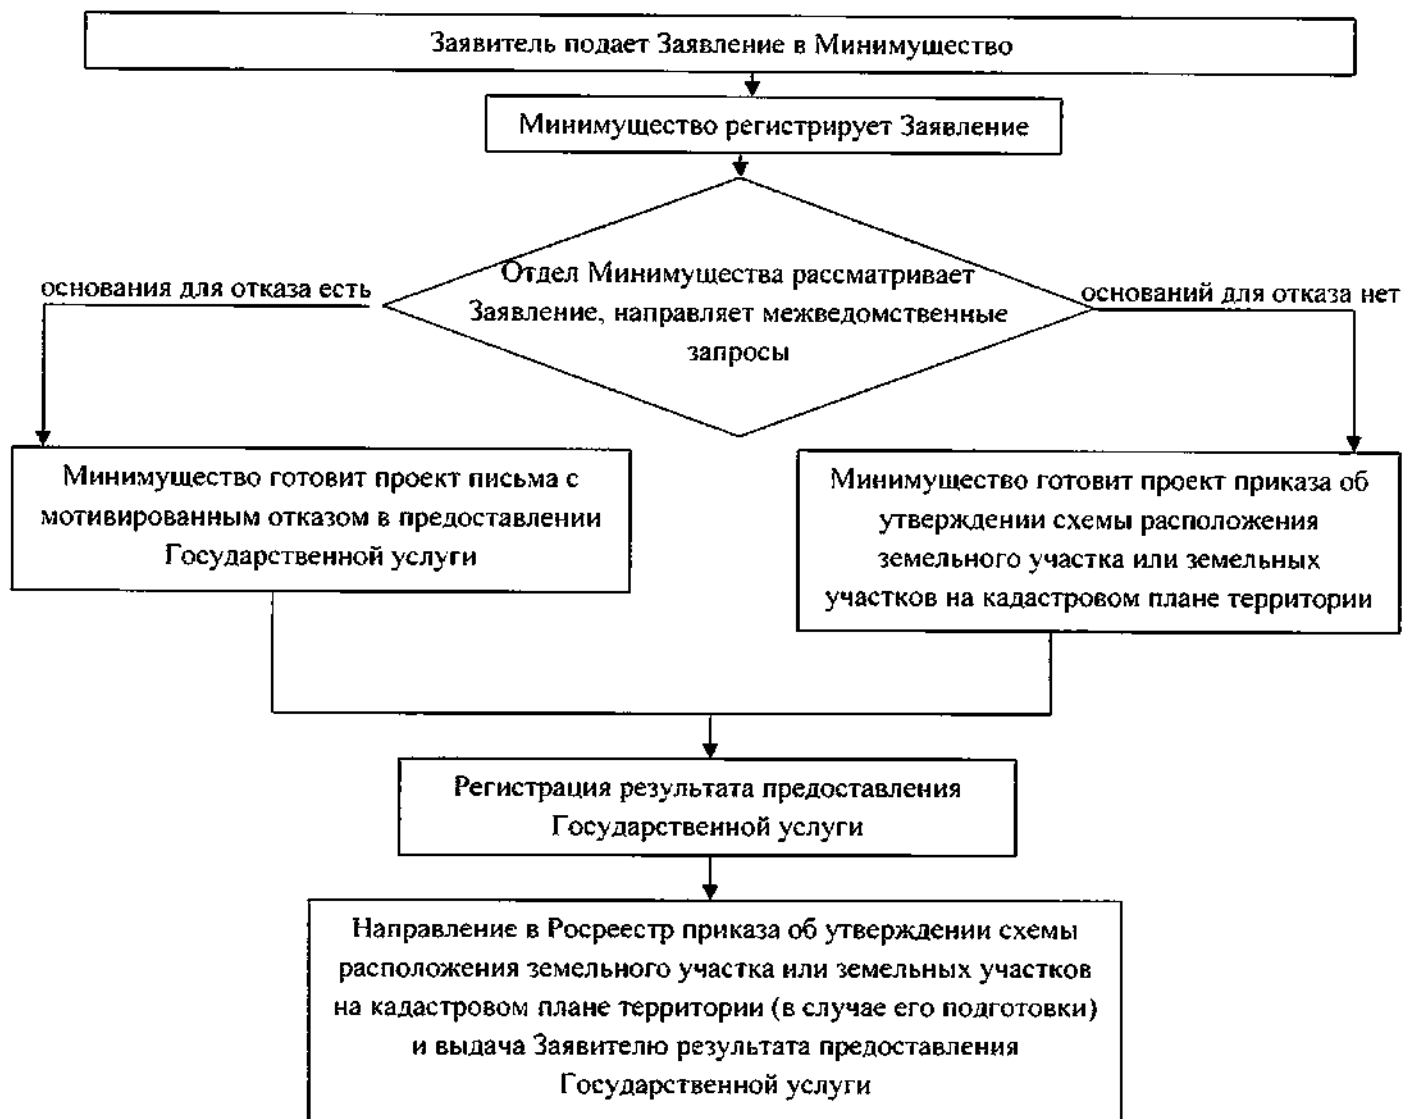 Заявитель подает Заявление в Минимущество
Минимущество регистрирует Заявление
Отдел Минимущества рассматривает
Заявление, направляет межведомственные
запросы
основания для отказа есть
оснований для отказа нет
Минимущество готовит проект письма с
мотивированным отказом в предоставлении
Государственной услуги
Минимущество готовит проект приказа об
утверждении схемы расположения
земельного участка или земельных
участков на кадастровом плане территории
Регистрация результата предоставления
Государственной услуги
Направление в Росреестр приказа об утверждении схемы
расположения земельного участка или земельных участков
на кадастровом плане территории (в случае его подготовки)
и выдача Заявителю результата предоставления
Государственной услуги